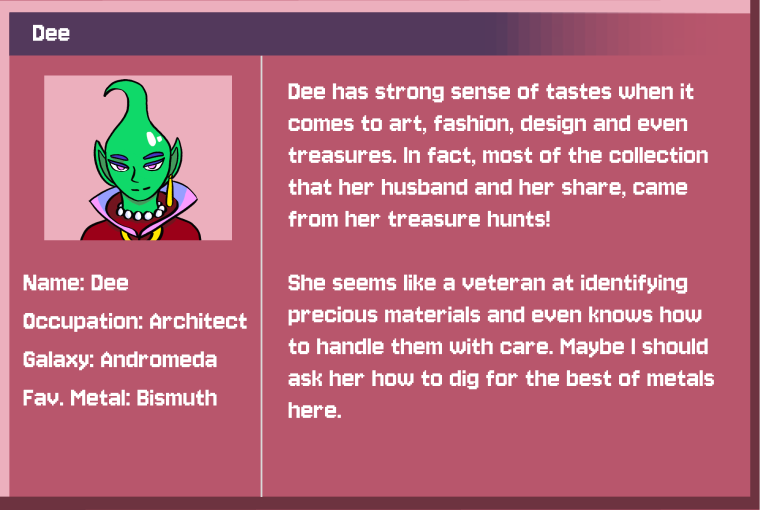 Dee
Name: Dee
Occupation: Architect
Galaxy: Andromeda
Fav. Metal: Bismuth
Dee has strong sense of tastes when it
comes to art, fashion, design and even
treasures. In fact, most of the collection
that her husband and her share, came
from her treasure hunts!
She seems like a veteran at identifying
precious materials and even knows how
to handle them with care. Maybe I should
ask her how to dig for the best of metals
here.